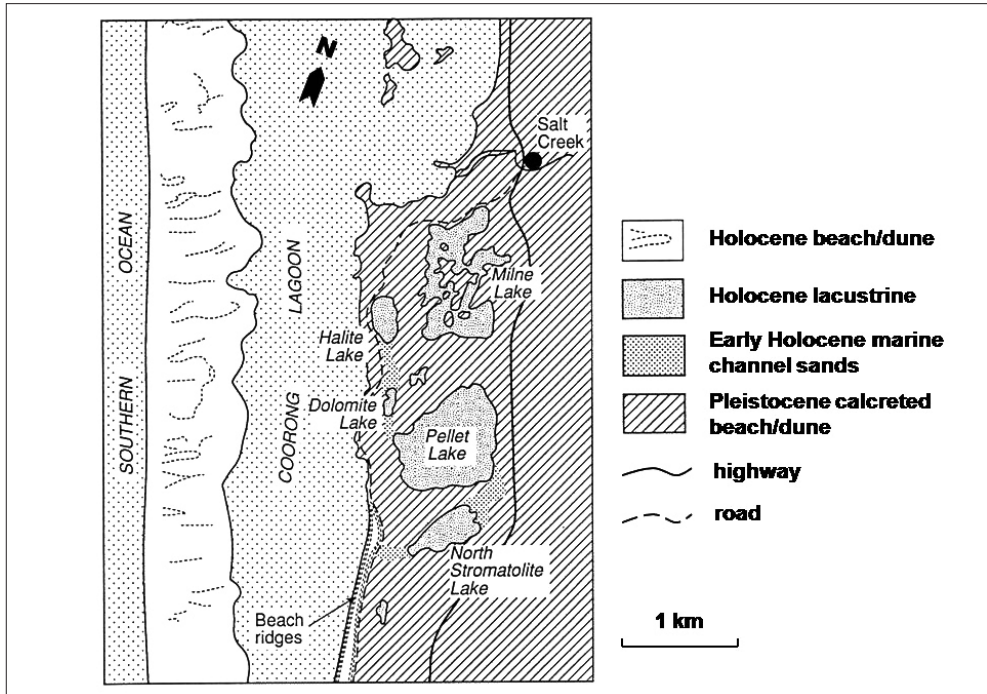 N
Salt
Creek
SOUTHERN OCEAN
COORONG LAGOON
Milne
Lake
Halite
Lake
Dolomite
Lake
Pellet
Lake
North
Stromatolite
Lake
Beach
ridges
Holocene beach/dune
Holocene lacustrine
Early Holocene marine
channel sands
Pleistocene calcreted
beach/dune
highway
road
1 km